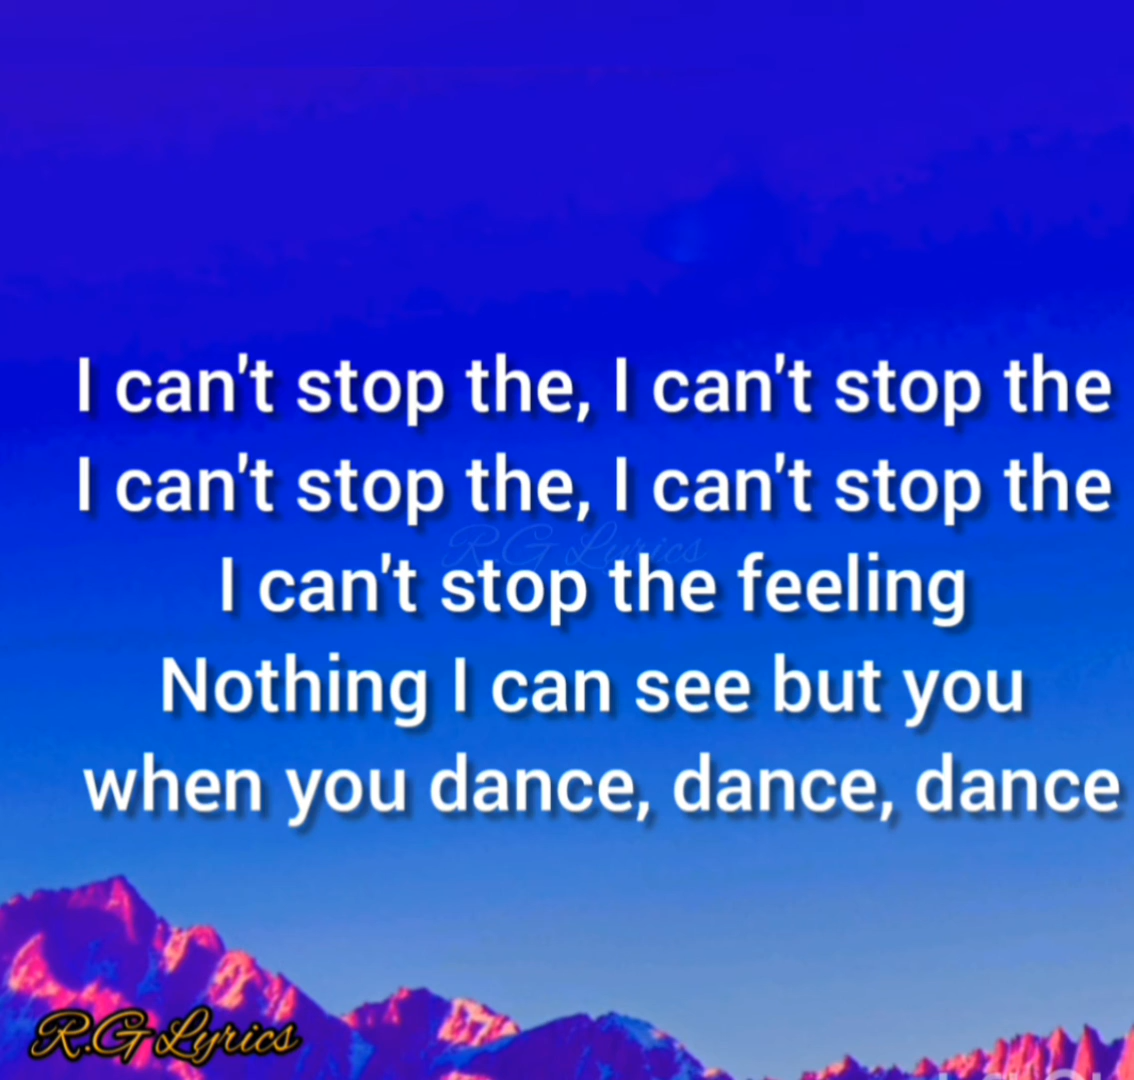 I can't stop the, I can't stop the
I can't stop the, I can't stop the
R.G Lyrics
I can't stop the feeling
Nothing I can see but you
when you dance, dance, dance
R.G Lyrics